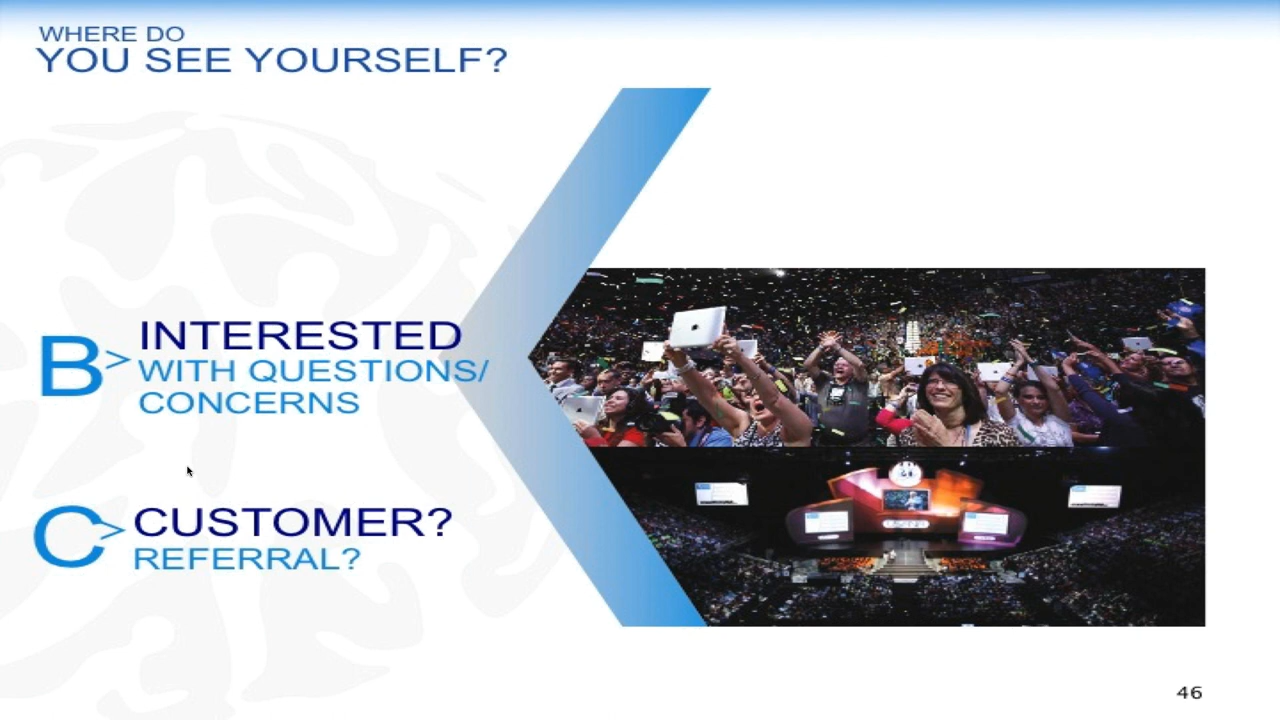 WHERE DO
YOU SEE YOURSELF?
B> INTERESTED
WITH QUESTIONS/
CONCERNS
C> CUSTOMER?
REFERRAL?
46